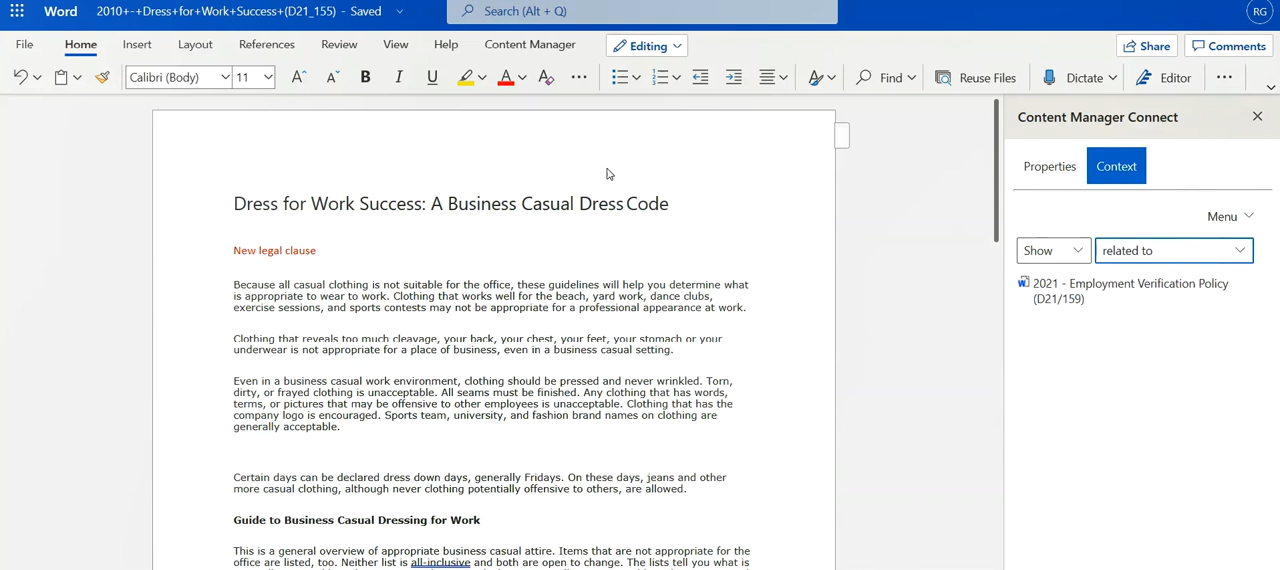 Word 2010+-+Dress+for+Work+Success+(D21_155) - Saved Search (Alt + Q) RG
File Home Insert Layout References Review View Help Content Manager Editing Share Comments
Calibri (Body) 11 B I U A Find Reuse Files Dictate Editor
Content Manager Connect
Properties Context
Menu
Show related to
2021 - Employment Verification Policy
(D21/159)
Dress for Work Success: A Business Casual Dress Code
New legal clause
Because all casual clothing is not suitable for the office, these guidelines will help you determine what
is appropriate to wear to work. Clothing that works well for the beach, yard work, dance clubs,
exercise sessions, and sports contests may not be appropriate for a professional appearance at work.
Clothing that reveals too much cleavage, your back, your chest, your feet, your stomach or your
underwear is not appropriate for a place of business, even in a business casual setting.
Even in a business casual work environment, clothing should be pressed and never wrinkled. Torn,
dirty, or frayed clothing is unacceptable. All seams must be finished. Any clothing that has words,
terms, or pictures that may be offensive to other employees is unacceptable. Clothing that has the
company logo is encouraged. Sports team, university, and fashion brand names on clothing are
generally acceptable.
Certain days can be declared dress down days, generally Fridays. On these days, jeans and other
more casual clothing, although never clothing potentially offensive to others, are allowed.
Guide to Business Casual Dressing for Work
This is a general overview of appropriate business casual attire. Items that are not appropriate for the
office are listed, too. Neither list is all-inclusive and both are open to change. The lists tell you what is